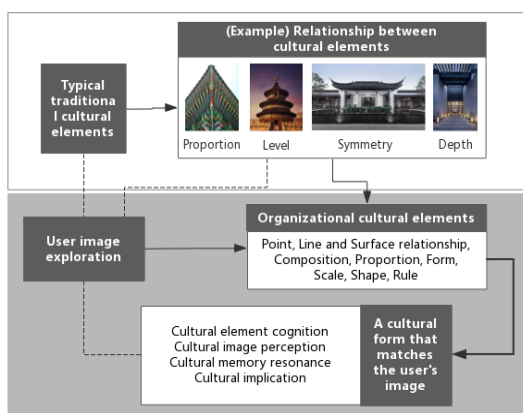 (Example) Relationship between
cultural elements
Typical
traditiona
l cultural
elements
Proportion
Level
Symmetry
Depth
Organizational cultural elements
User image
exploration
Point, Line and Surface relationship,
Composition, Proportion, Form,
Scale, Shape, Rule
Cultural element cognition
Cultural image perception
Cultural memory resonance
Cultural implication
A cultural
form that
matches
the user's
image